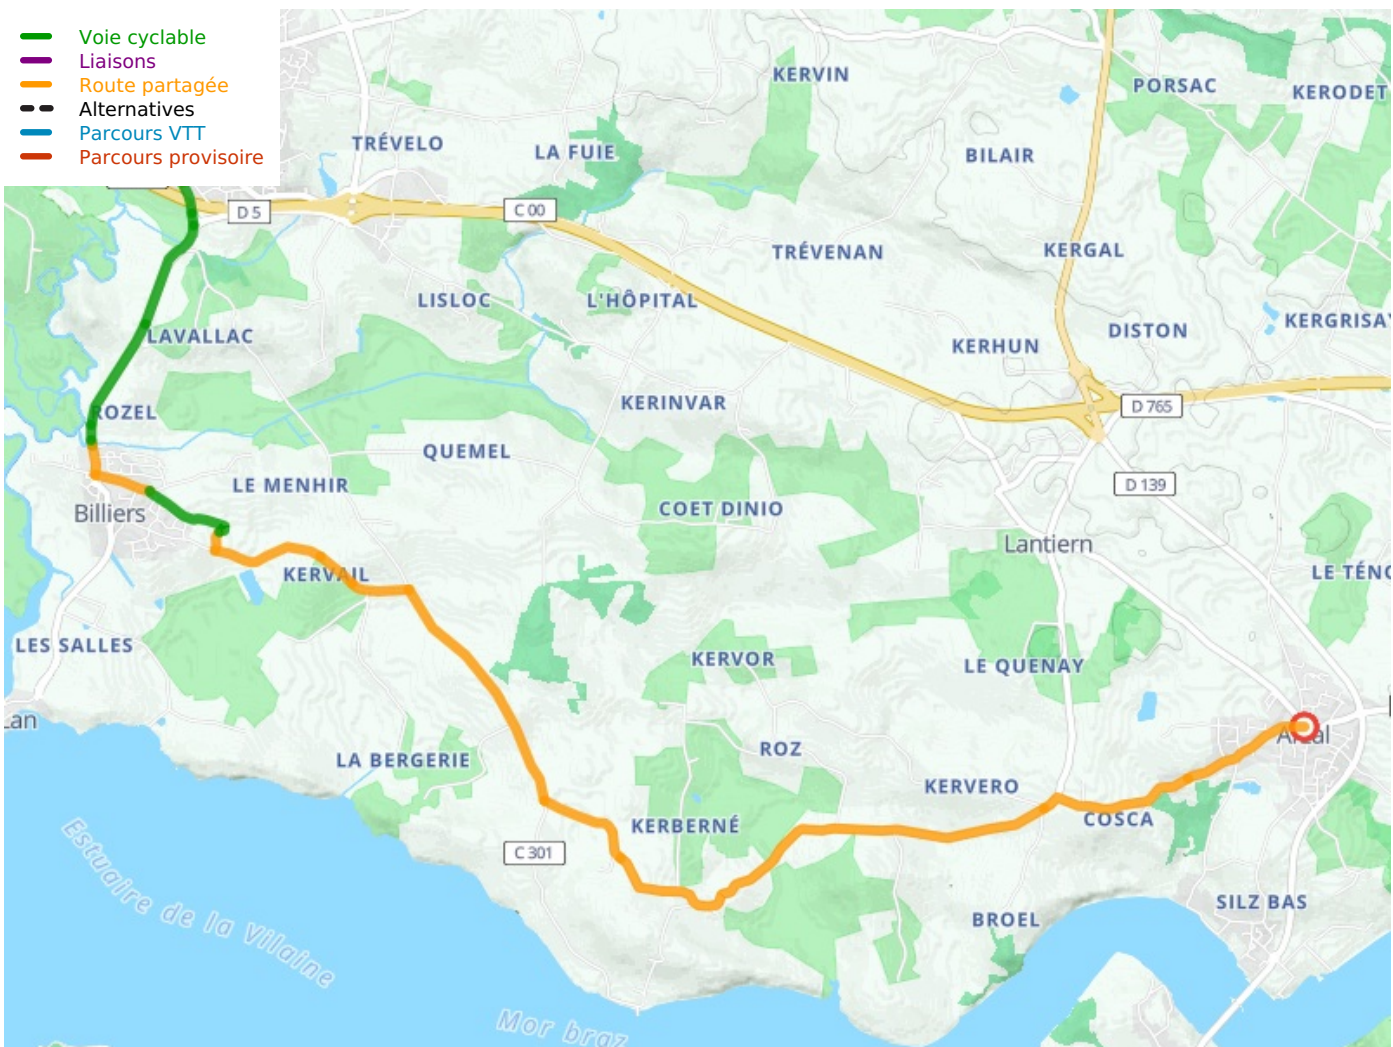 Voie cyclable
Liaisons
Route partagée
Alternatives
Parcours VTT
Parcours provisoire
KERVIN
PORSAC
KERODET
TRÉVELO
LA FUIE
BILAIR
D 5
C 00
TRÉVENAN
KERGAL
LISLOC
L'HÔPITAL
KERGRISAY
LAVALLAC
DISTON
KERHUN
ROZEL
KERINVAR
D 765
QUEMEL
LE MENHIR
D 139
Billiers
COET DINIO
Lantiern
KERVAIL
LE TÉNO
LES SALLES
KERVOR
LE QUENAY
Lan
Arzal
ROZ
LA BERGERIE
KERVERO
KERBERNÉ
COSCA
C 301
SILZ BAS
BROEL
Estuaire de la Vilaine
Mor braz